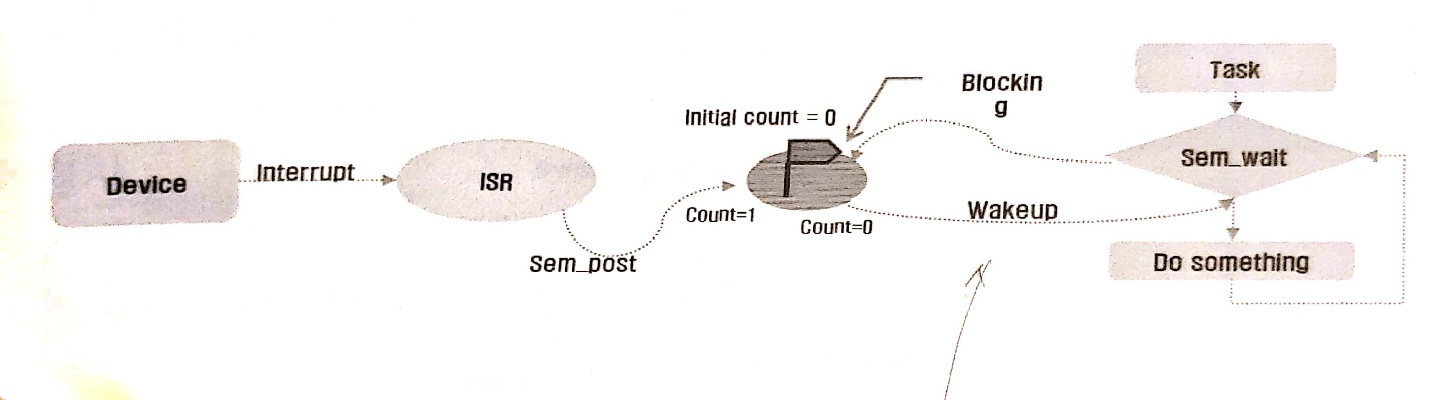 Task
Blockin
g
Initial count = 0
Sem_wait
Device
Interrupt
ISR
Count=1
Count=0
Wakeup
Sem_post
Do something